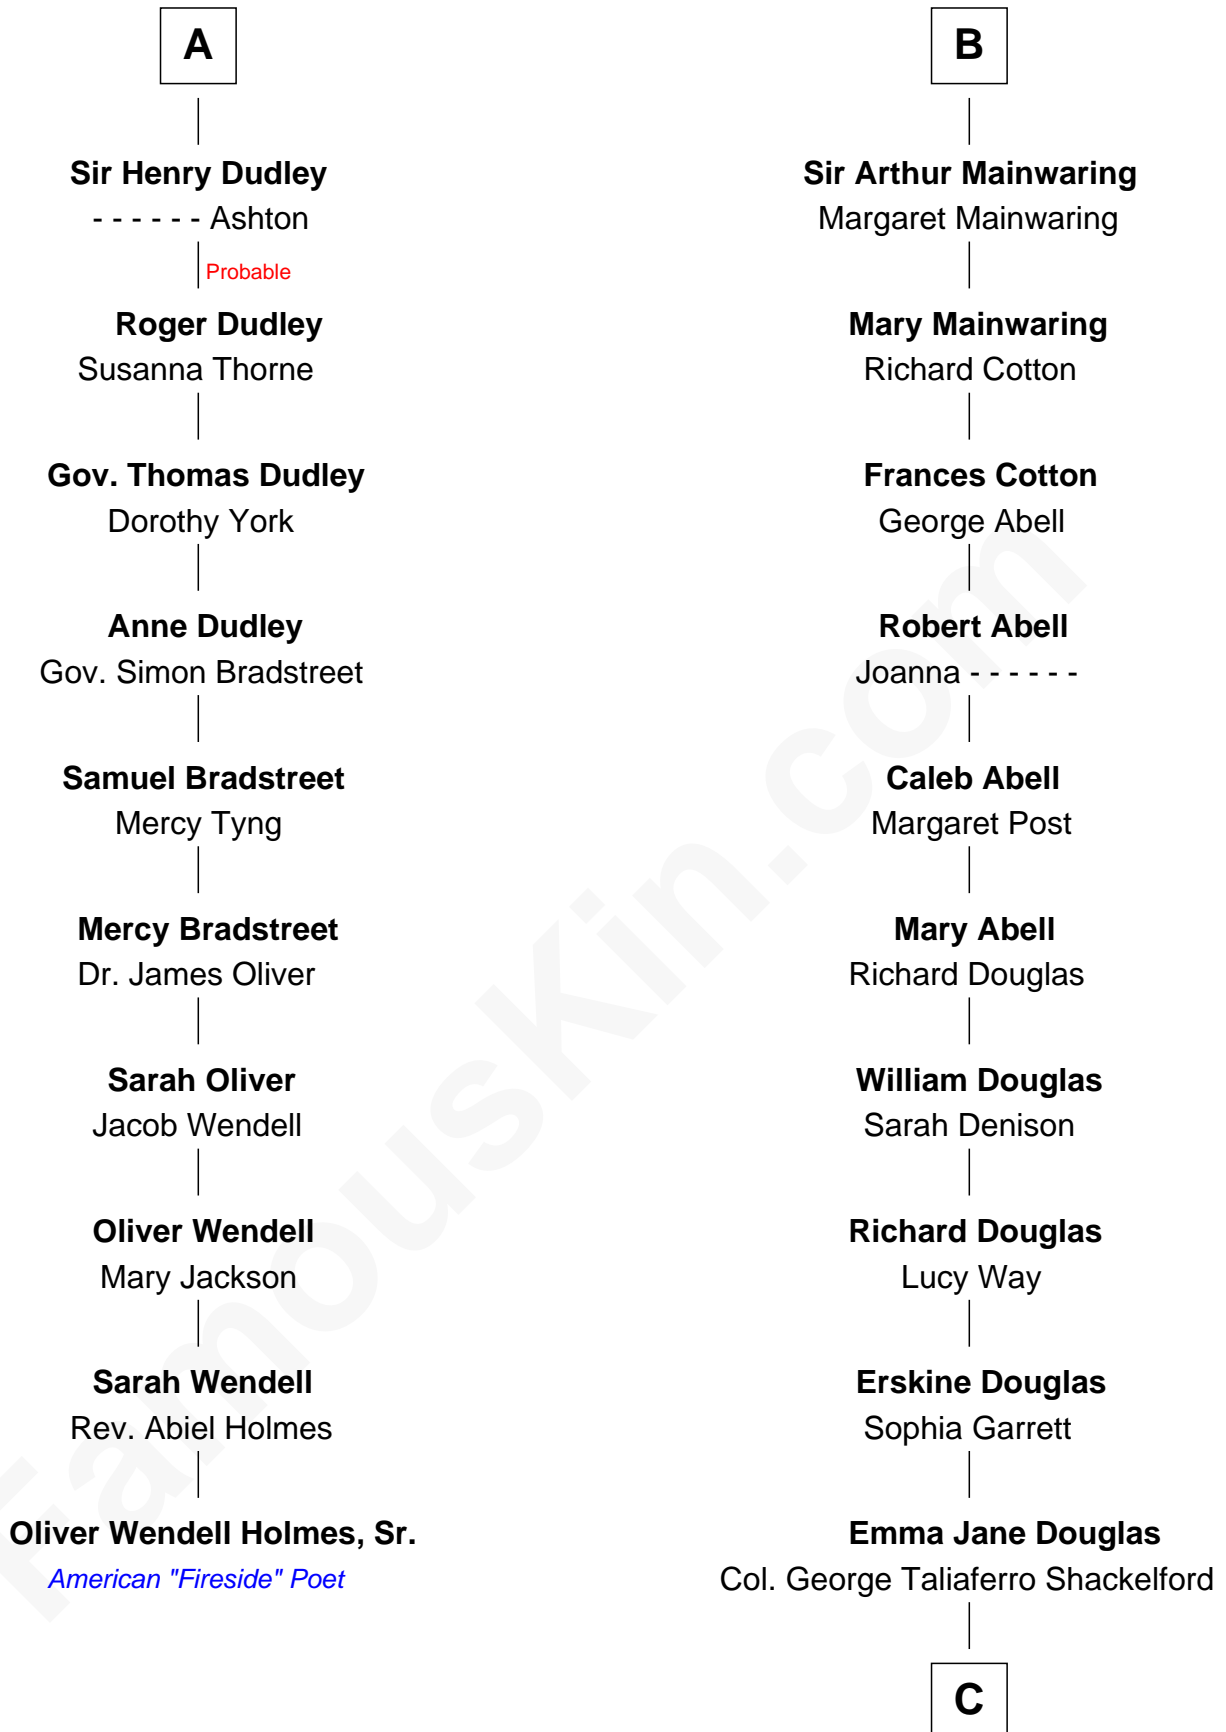 A
Sir Henry Dudley
- - - - - - Ashton
Probable
Roger Dudley
Susanna Thorne
Gov. Thomas Dudley
Dorothy York
Anne Dudley
Gov. Simon Bradstreet
Samuel Bradstreet
Mercy Tyng
Mercy Bradstreet
Dr. James Oliver
Sarah Oliver
Jacob Wendell
Oliver Wendell
Mary Jackson
Sarah Wendell
Rev. Abiel Holmes
Oliver Wendell Holmes, Sr.
American "Fireside" Poet
B
Sir Arthur Mainwaring
Margaret Mainwaring
Mary Mainwaring
Richard Cotton
Frances Cotton
George Abell
Robert Abell
Joanna - - - - - -
Caleb Abell
Margaret Post
Mary Abell
Richard Douglas
William Douglas
Sarah Denison
Richard Douglas
Lucy Way
Erskine Douglas
Sophia Garrett
Emma Jane Douglas
Col. George Taliaferro Shackelford
C
FamousKin.com